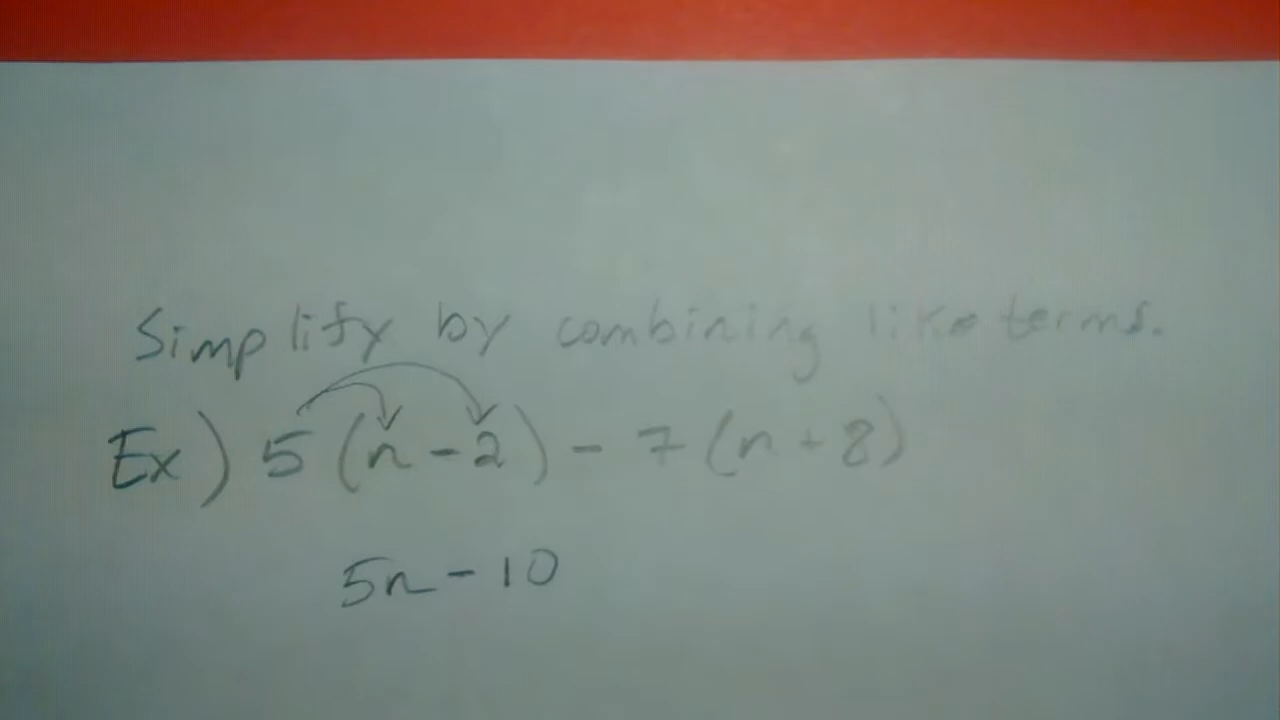 Simplify by combining like terms.
Ex) 5(n-2) - 7(n+8)
5n-10